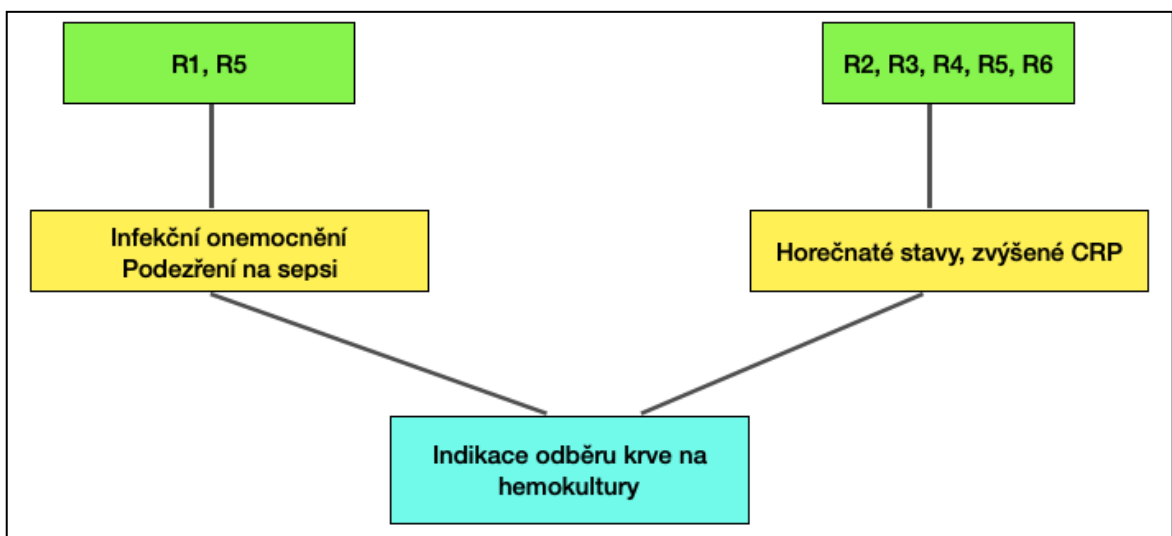 R1, R5
R2, R3, R4, R5, R6
Infekční onemocnění
Podezření na sepsi
Horečnaté stavy, zvýšené CRP
Indikace odběru krve na
hemokultury